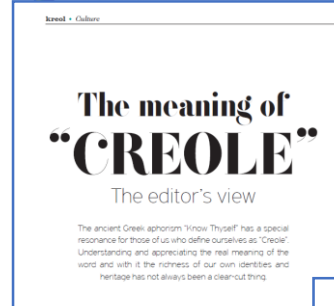 kreol • Culture
The meaning of
“CREOLE”
The editor's view
The ancient Greek aphorism "Know Thyself" has a special
resonance for those of us who define ourselves as "Creole".
Understanding and appreciating the real meaning of the
word and with it the richness of our own identities and
heritage has not always been a clear-cut thing.